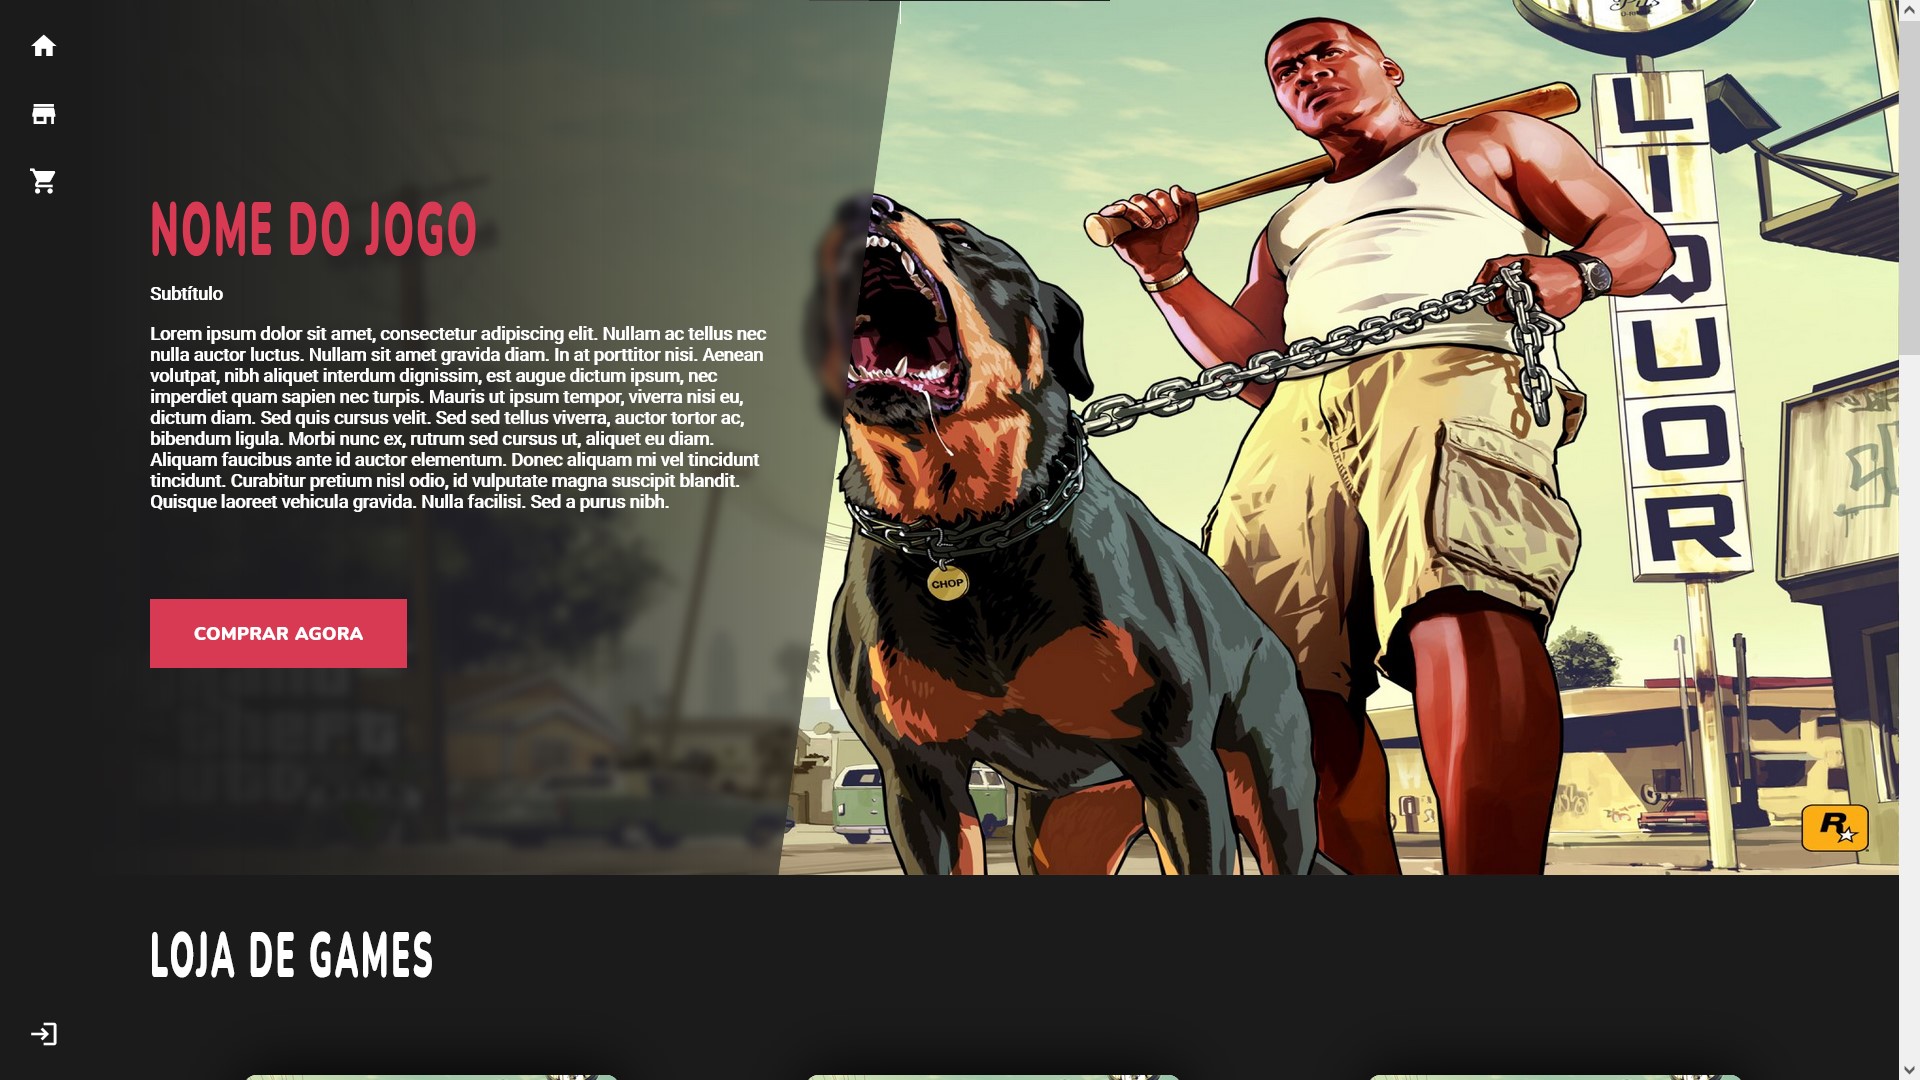 NOME DO JOGO
Subtítulo
Lorem ipsum dolor sit amet, consectetur adipiscing elit. Nullam ac tellus nec
nulla auctor luctus. Nullam sit amet gravida diam. In at porttitor nisi. Aenean
volutpat, nibh aliquet interdum dignissim, est augue dictum ipsum, nec
imperdiet quam sapien nec turpis. Mauris ut ipsum tempor, viverra nisi eu,
dictum diam. Sed quis cursus velit. Sed sed tellus viverra, auctor tortor ac,
bibendum ligula. Morbi nunc ex, rutrum sed cursus ut, aliquet eu diam.
Aliquam faucibus ante id auctor elementum. Donec aliquam mi vel tincidunt
tincidunt. Curabitur pretium nisl odio, id vulputate magna suscipit blandit.
Quisque laoreet vehicula gravida. Nulla facilisi. Sed a purus nibh.
COMPRAR AGORA
Pils
LIQUOR
CHOP
R
LOJA DE GAMES